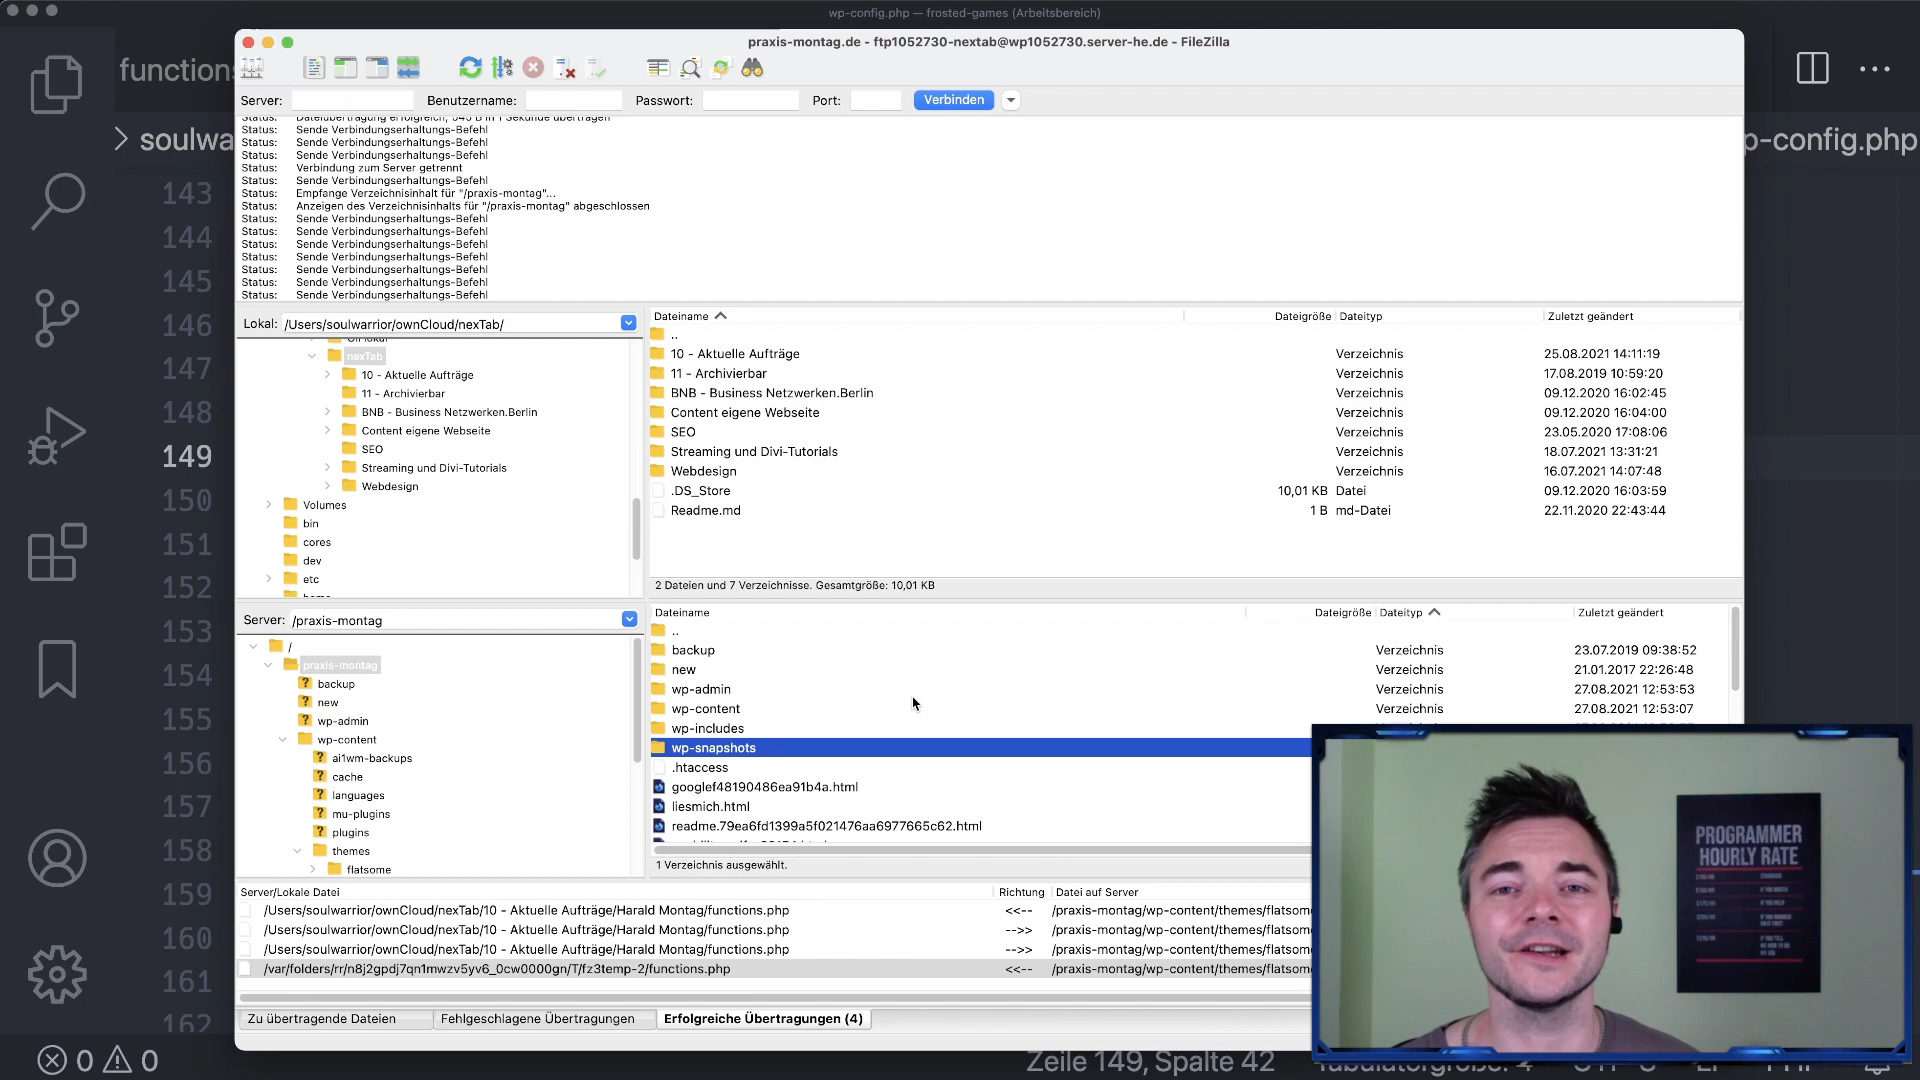 wp-config.php — frosted-games (Arbeitsbereich)
praxis-montag.de - ftp1052730-nextab@wp1052730.server-he.de - FileZilla
functions
Server: Benutzername: Passwort: Port: Verbinden
soulwa
p-config.php
Status: Dateiübertragung erfolgreich, 545 B in 1 Sekunde übertragen
Status: Sende Verbindungserhaltungs-Befehl
Status: Sende Verbindungserhaltungs-Befehl
Status: Sende Verbindungserhaltungs-Befehl
Status: Verbindung zum Server getrennt
Status: Sende Verbindungserhaltungs-Befehl
Status: Empfange Verzeichnisinhalt für "/praxis-montag"...
Status: Anzeigen des Verzeichnisinhalts für "/praxis-montag" abgeschlossen
Status: Sende Verbindungserhaltungs-Befehl
Status: Sende Verbindungserhaltungs-Befehl
Status: Sende Verbindungserhaltungs-Befehl
Status: Sende Verbindungserhaltungs-Befehl
Status: Sende Verbindungserhaltungs-Befehl
Status: Sende Verbindungserhaltungs-Befehl
Status: Sende Verbindungserhaltungs-Befehl
143
144
145
146
147
148
149
150
151
152
153
154
155
156
157
158
159
160
161
162
Lokal: /Users/soulwarrior/ownCloud/nexTab/
nexTab
10 - Aktuelle Aufträge
11 - Archivierbar
BNB - Business Netzwerken.Berlin
Content eigene Webseite
SEO
Streaming und Divi-Tutorials
Webdesign
Volumes
bin
cores
dev
etc
Dateiname Dateigröße Dateityp Zuletzt geändert
..
10 - Aktuelle Aufträge Verzeichnis 25.08.2021 14:11:19
11 - Archivierbar Verzeichnis 17.08.2019 10:59:20
BNB - Business Netzwerken.Berlin Verzeichnis 09.12.2020 16:02:45
Content eigene Webseite Verzeichnis 09.12.2020 16:04:00
SEO Verzeichnis 23.05.2020 17:08:06
Streaming und Divi-Tutorials Verzeichnis 18.07.2021 13:31:21
Webdesign Verzeichnis 16.07.2021 14:07:48
.DS_Store 10,01 KB Datei 09.12.2020 16:03:59
Readme.md 1 B md-Datei 22.11.2020 22:43:44
2 Dateien und 7 Verzeichnisse. Gesamtgröße: 10,01 KB
Server: /praxis-montag
/
praxis-montag
backup
new
wp-admin
wp-content
ai1wm-backups
cache
languages
mu-plugins
plugins
themes
flatsome
Dateiname Dateigröße Dateityp Zuletzt geändert
..
backup Verzeichnis 23.07.2019 09:38:52
new Verzeichnis 21.01.2017 22:26:48
wp-admin Verzeichnis 27.08.2021 12:53:53
wp-content Verzeichnis 27.08.2021 12:53:07
wp-includes
wp-snapshots
.htaccess
googlef48190486ea91b4a.html
liesmich.html
readme.79ea6fd1399a5f021476aa6977665c62.html
1 Verzeichnis ausgewählt.
Server/Lokale Datei Richtung Datei auf Server
/Users/soulwarrior/ownCloud/nexTab/10 - Aktuelle Aufträge/Harald Montag/functions.php <<-- /praxis-montag/wp-content/themes/flatsom
/Users/soulwarrior/ownCloud/nexTab/10 - Aktuelle Aufträge/Harald Montag/functions.php -->> /praxis-montag/wp-content/themes/flatsom
/Users/soulwarrior/ownCloud/nexTab/10 - Aktuelle Aufträge/Harald Montag/functions.php -->> /praxis-montag/wp-content/themes/flatsom
/var/folders/rr/n8j2gpdj7qn1mwzv5yv6_0cw0000gn/T/fz3temp-2/functions.php <<-- /praxis-montag/wp-content/themes/flatsom
Zu übertragende Dateien Fehlgeschlagene Übertragungen Erfolgreiche Übertragungen (4)
0 0
Zeile 149, Spalte 42
PROGRAMMER
HOURLY RATE